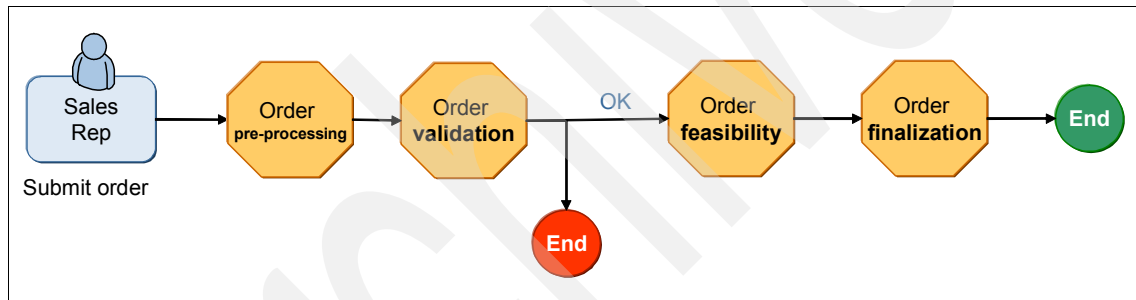 Sales
Rep
Submit order
Order
pre-processing
Order
validation
OK
Order
feasibility
Order
finalization
End
End